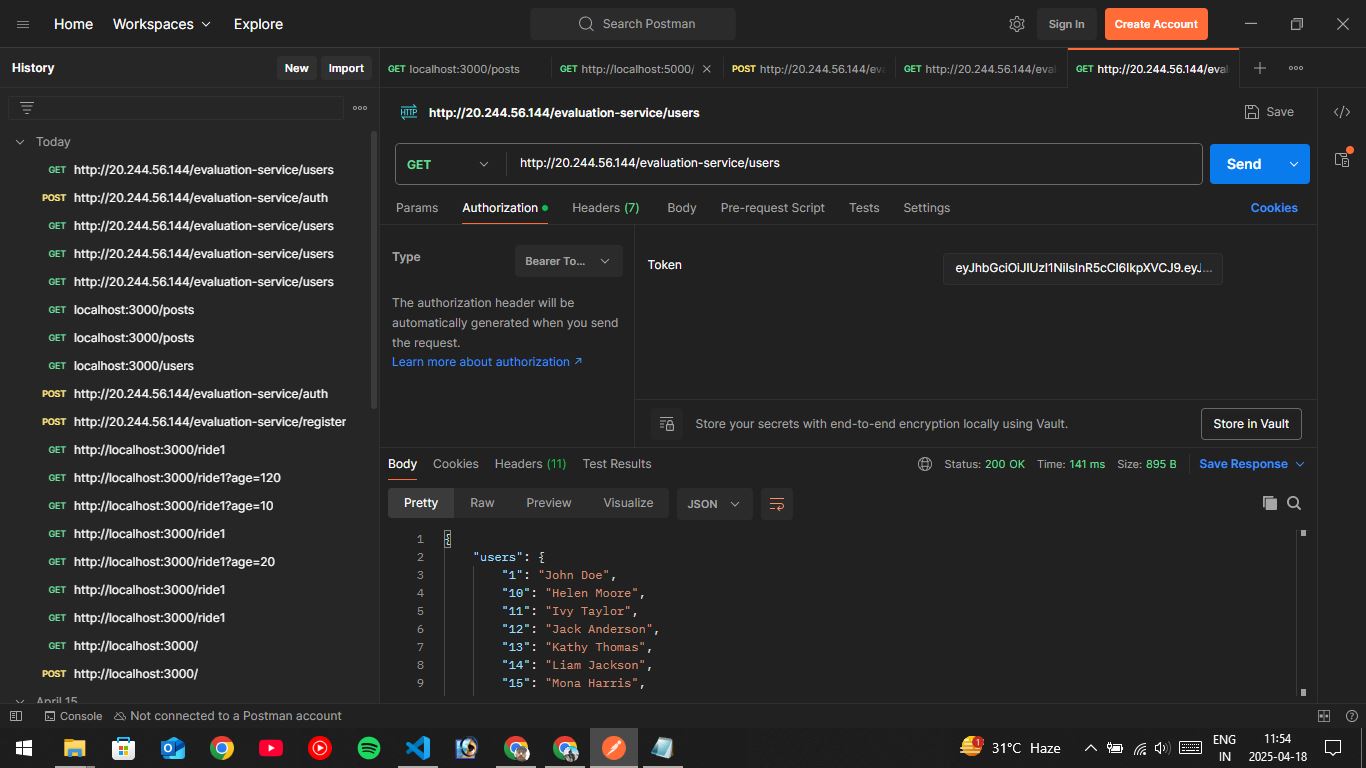 Home Workspaces Explore Search Postman Sign In Create Account
History New Import
GET localhost:3000/posts GET http://localhost:5000/ POST http://20.244.56.144/eva GET http://20.244.56.144/eval GET http://20.244.56.144/eval
HTTP http://20.244.56.144/evaluation-service/users Save
GET http://20.244.56.144/evaluation-service/users Send
Params Authorization Headers (7) Body Pre-request Script Tests Settings Cookies
Type Bearer To...
The authorization header will be
automatically generated when you send
the request.
Learn more about authorization ↗
Token
Store your secrets with end-to-end encryption locally using Vault. Store in Vault
Today
GET http://20.244.56.144/evaluation-service/users
POST http://20.244.56.144/evaluation-service/auth
GET http://20.244.56.144/evaluation-service/users
GET http://20.244.56.144/evaluation-service/users
GET http://20.244.56.144/evaluation-service/users
GET localhost:3000/posts
GET localhost:3000/posts
GET localhost:3000/users
POST http://20.244.56.144/evaluation-service/auth
POST http://20.244.56.144/evaluation-service/register
GET http://localhost:3000/ride1
GET http://localhost:3000/ride1?age=120
GET http://localhost:3000/ride1?age=10
GET http://localhost:3000/ride1
GET http://localhost:3000/ride1?age=20
GET http://localhost:3000/ride1
GET http://localhost:3000/ride1
GET http://localhost:3000/
POST http://localhost:3000/
April 15
Body Cookies Headers (11) Test Results Status: 200 OK Time: 141 ms Size: 895 B Save Response
Pretty Raw Preview Visualize JSON
1 {
2 "users": {
3 "1": "John Doe",
4 "10": "Helen Moore",
5 "11": "Ivy Taylor",
6 "12": "Jack Anderson",
7 "13": "Kathy Thomas",
8 "14": "Liam Jackson",
9 "15": "Mona Harris",
Console Not connected to a Postman account
1 31°C Haze
ENG
IN
11:54
2025-04-18